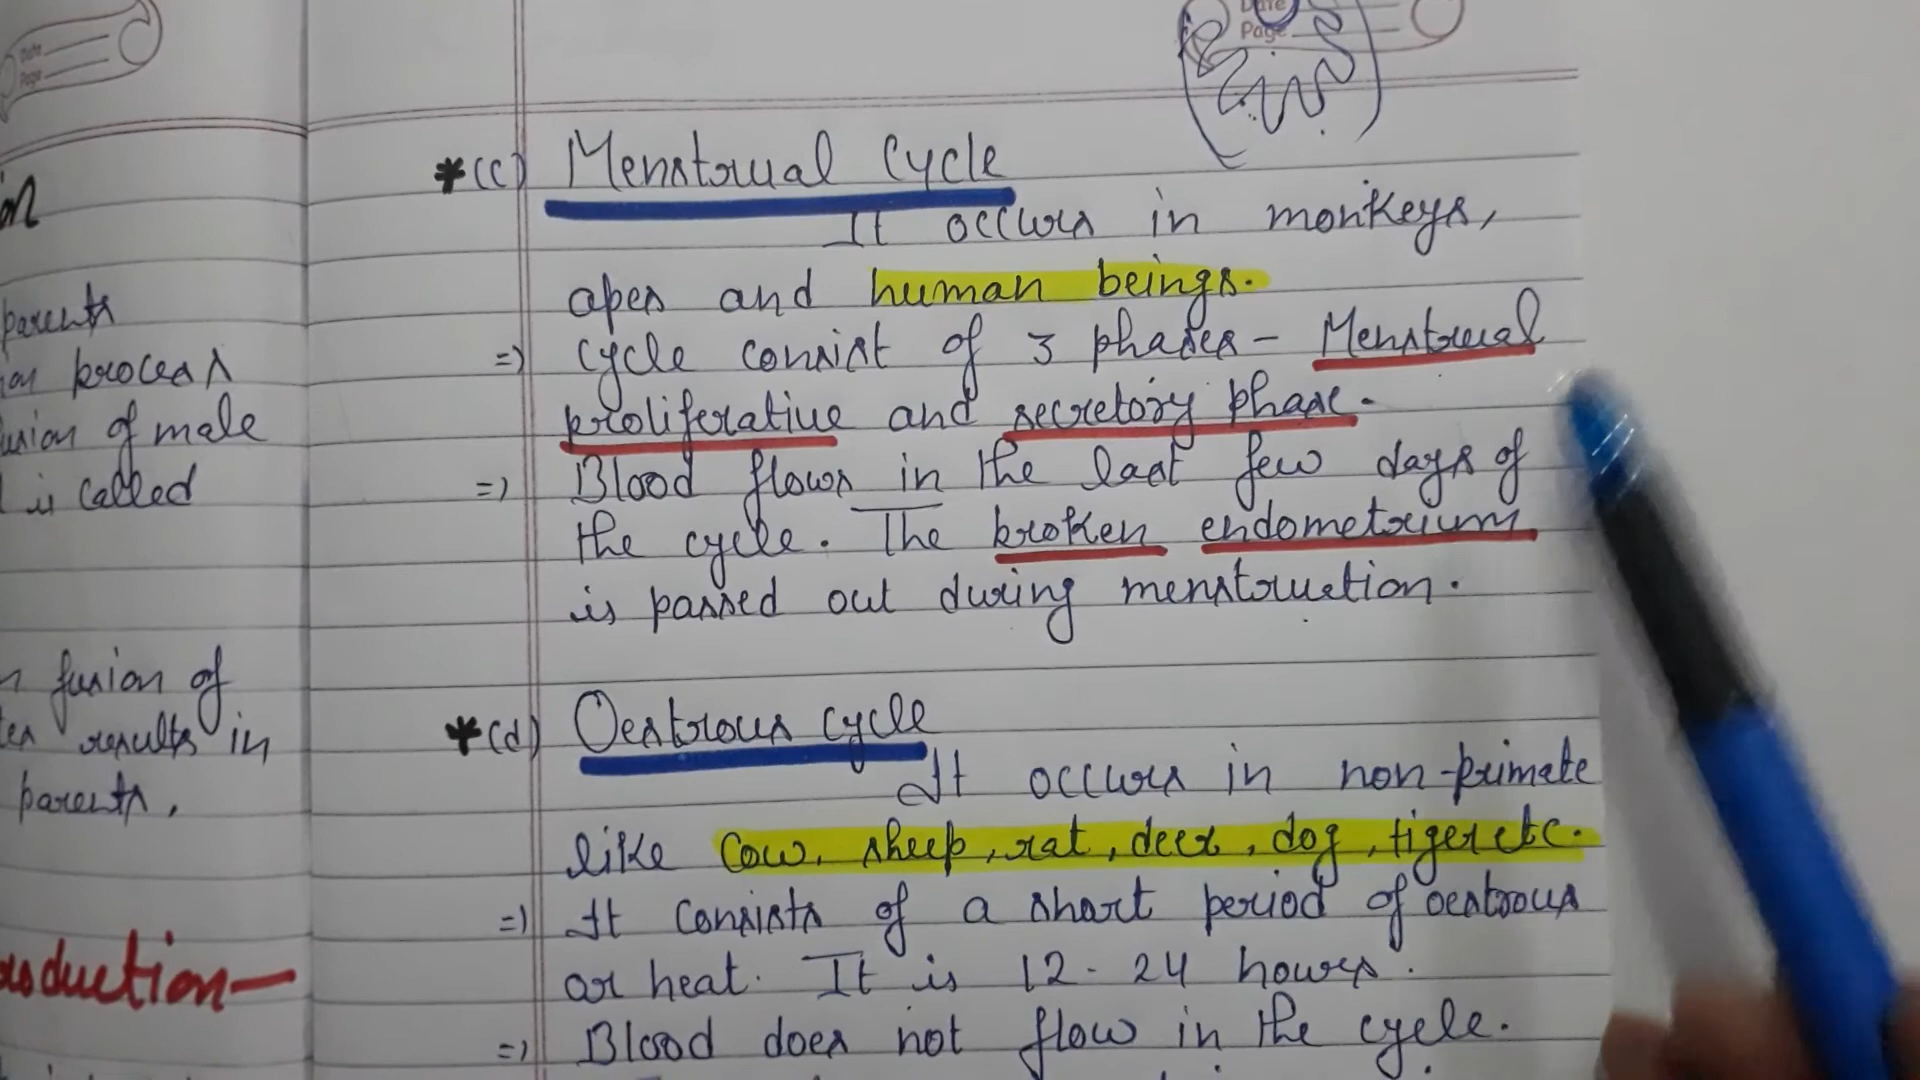 Date
Page
Date
Page
parents
process
fusion of male
is called
fusion of
results in
parents,
*(c) Menstrual Cycle
It occurs in monkeys,
apes and human beings.
=) cycle consist of 3 phases - Menstrual
proliferative and secretory phase.
=) Blood flows in the last few days of
the cycle. The broken endometrium
is passed out during menstruation.
*(d) Oestrous cycle
It occurs in non-primate
like cow, sheep, rat, deer, dog, tiger etc.
=) It consists of a short period of oestrous
or heat. It is 12-24 hours.
=) Blood does not flow in the cycle.